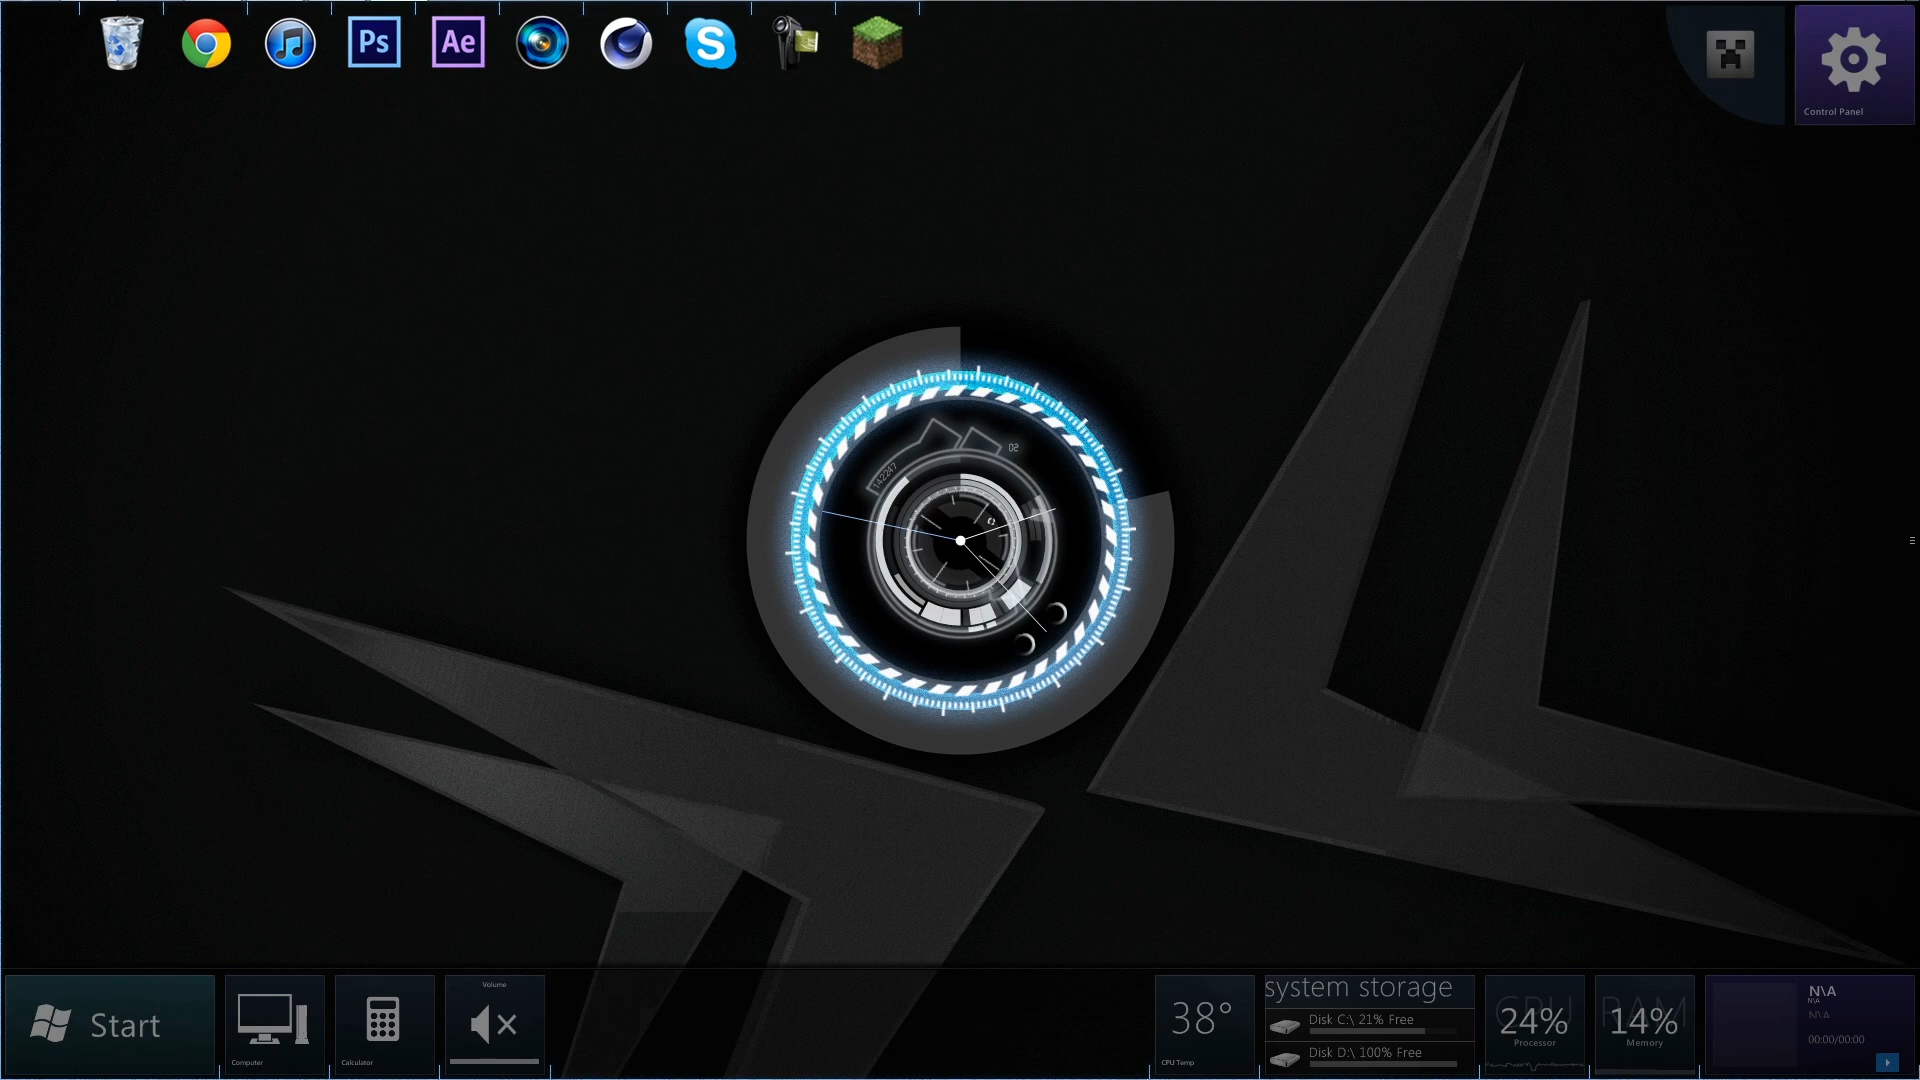 Ps
Ae
S
Control Panel
02
142247
Start
Computer
Calculator
Volume
38°
CPU Temp
system storage
Disk C:\ 21% Free
Disk D:\ 100% Free
CPU
24%
Processor
RAM
14%
Memory
N\A
N\A
N\A
00:00/00:00